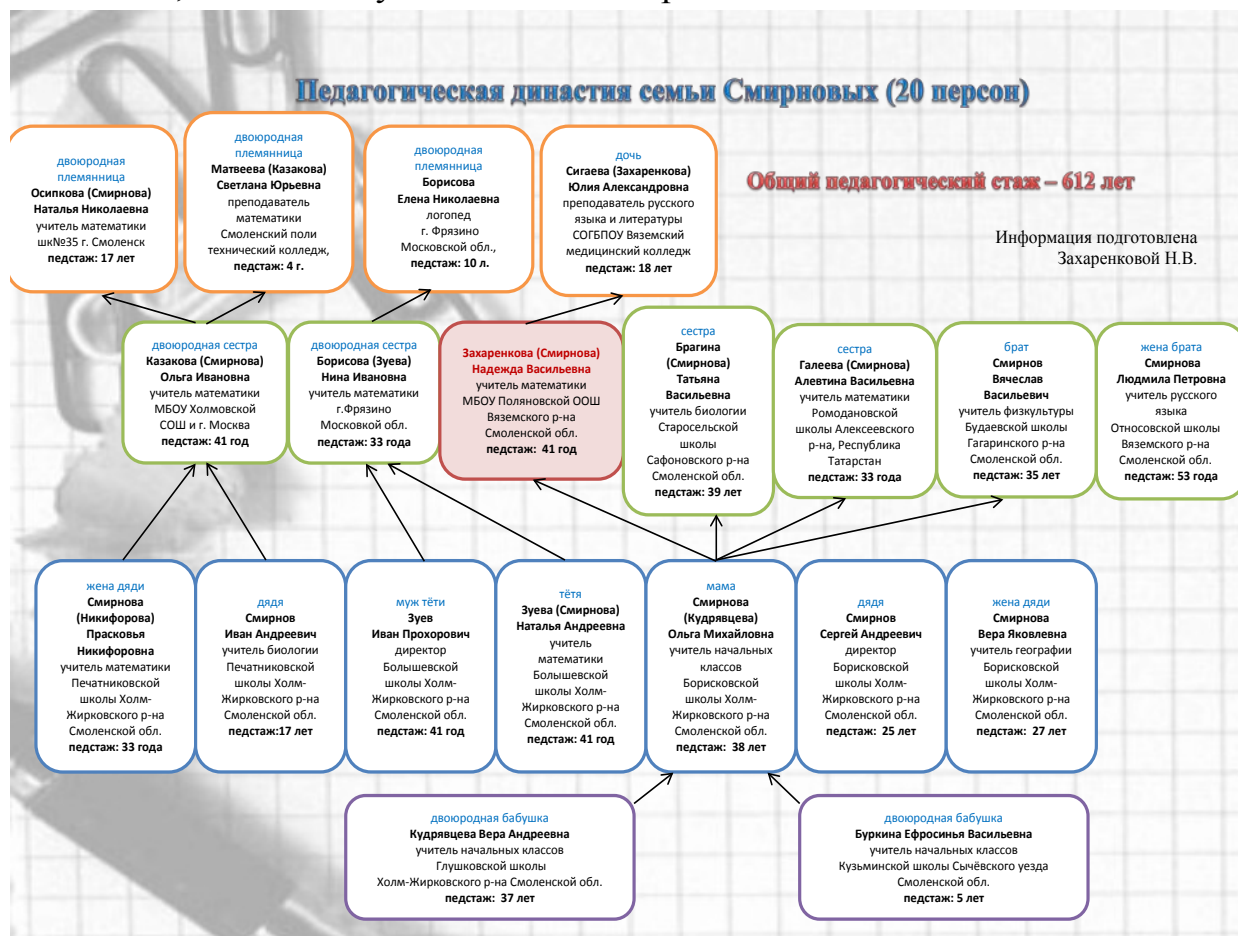 Педагогическая династия семьи Смирновых (20 персон)
Общий педагогический стаж – 612 лет
Информация подготовлена
Захаренковой Н.В.
двоюродная
племянница
Осипкова (Смирнова)
Наталья Николаевна
учитель математики
шк№35 г. Смоленск
педстаж: 17 лет
двоюродная
племянница
Матвеева (Казакова)
Светлана Юрьевна
преподаватель
математики
Смоленский поли
технический колледж,
педстаж: 4 г.
двоюродная
племянница
Борисова
Елена Николаевна
логопед
г. Фрязино
Московской обл.,
педстаж: 10 л.
дочь
Сигаева (Захаренкова)
Юлия Александровна
преподаватель русского
языка и литературы
СОГБПОУ Вяземский
медицинский колледж
педстаж: 18 лет
двоюродная сестра
Казакова (Смирнова)
Ольга Ивановна
учитель математики
МБОУ Холмовской
СОШ и г. Москва
педстаж: 41 год
двоюродная сестра
Борисова (Зуева)
Нина Ивановна
учитель математики
г.Фрязино
Московкой обл.
педстаж: 33 года
Захаренкова (Смирнова)
Надежда Васильевна
учитель математики
МБОУ Поляновской ООШ
Вяземского р-на
Смоленской обл.
педстаж: 41 год
сестра
Брагина
(Смирнова)
Татьяна
Васильевна
учитель биологии
Старосельской
школы
Сафоновского р-на
Смоленской обл.
педстаж: 39 лет
сестра
Галеева (Смирнова)
Алевтина Васильевна
учитель математики
Ромодановской
школы Алексеевского
р-на, Республика
Татарстан
педстаж: 33 года
брат
Смирнов
Вячеслав
Васильевич
учитель физкультуры
Будаевской школы
Гагаринского р-на
Смоленской обл.
педстаж: 35 лет
жена брата
Смирнова
Людмила Петровна
учитель русского
языка
Относовской школы
Вяземского р-на
Смоленской обл.
педстаж: 53 года
жена дяди
Смирнова
(Никифорова)
Прасковья
Никифоровна
учитель математики
Печатниковской
школы Холм-
Жирковского р-на
Смоленской обл.
педстаж: 33 года
дядя
Смирнов
Иван Андреевич
учитель биологии
Печатниковской
школы Холм-
Жирковского р-на
Смоленской обл.
педстаж:17 лет
муж тёти
Зуев
Иван Прохорович
директор
Болышевской
школы Холм-
Жирковского р-на
Смоленской обл.
педстаж: 41 год
тётя
Зуева (Смирнова)
Наталья Андреевна
учитель
математики
Болышевской
школы Холм-
Жирковского р-на
Смоленской обл.
педстаж: 41 год
мама
Смирнова
(Кудрявцева)
Ольга Михайловна
учитель начальных
классов
Борисковской
школы Холм-
Жирковского р-на
Смоленской обл.
педстаж: 38 лет
дядя
Смирнов
Сергей Андреевич
директор
Борисковской
школы Холм-
Жирковского р-на
Смоленской обл.
педстаж: 25 лет
жена дяди
Смирнова
Вера Яковлевна
учитель географии
Борисковской
школы Холм-
Жирковского р-на
Смоленской обл.
педстаж: 27 лет
двоюродная бабушка
Кудрявцева Вера Андреевна
учитель начальных классов
Глушковской школы
Холм-Жирковского р-на Смоленской обл.
педстаж: 37 лет
двоюродная бабушка
Буркина Ефросинья Васильевна
учитель начальных классов
Кузьминской школы Сычёвского уезда
Смоленской обл.
педстаж: 5 лет